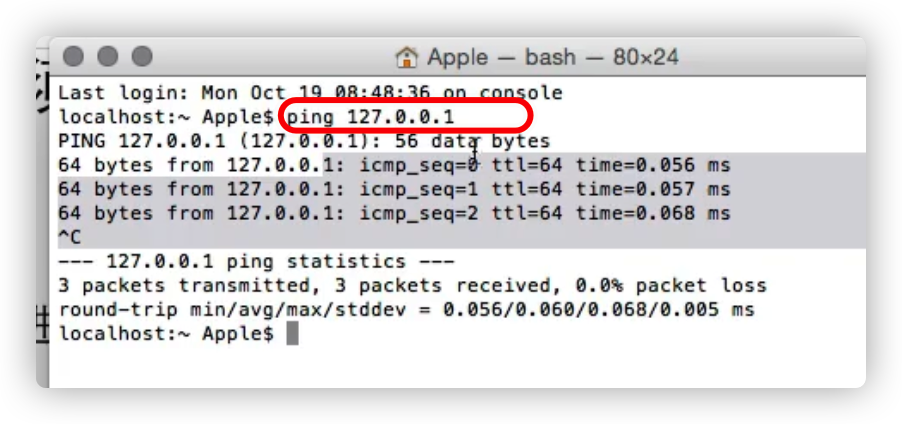 Apple — bash — 80×24
Last login: Mon Oct 19 08:48:36 on console
localhost:~ Apple$ ping 127.0.0.1
PING 127.0.0.1 (127.0.0.1): 56 data bytes
64 bytes from 127.0.0.1: icmp_seq=0 ttl=64 time=0.056 ms
64 bytes from 127.0.0.1: icmp_seq=1 ttl=64 time=0.057 ms
64 bytes from 127.0.0.1: icmp_seq=2 ttl=64 time=0.068 ms
^C
--- 127.0.0.1 ping statistics ---
3 packets transmitted, 3 packets received, 0.0% packet loss
round-trip min/avg/max/stddev = 0.056/0.060/0.068/0.005 ms
localhost:~ Apple$